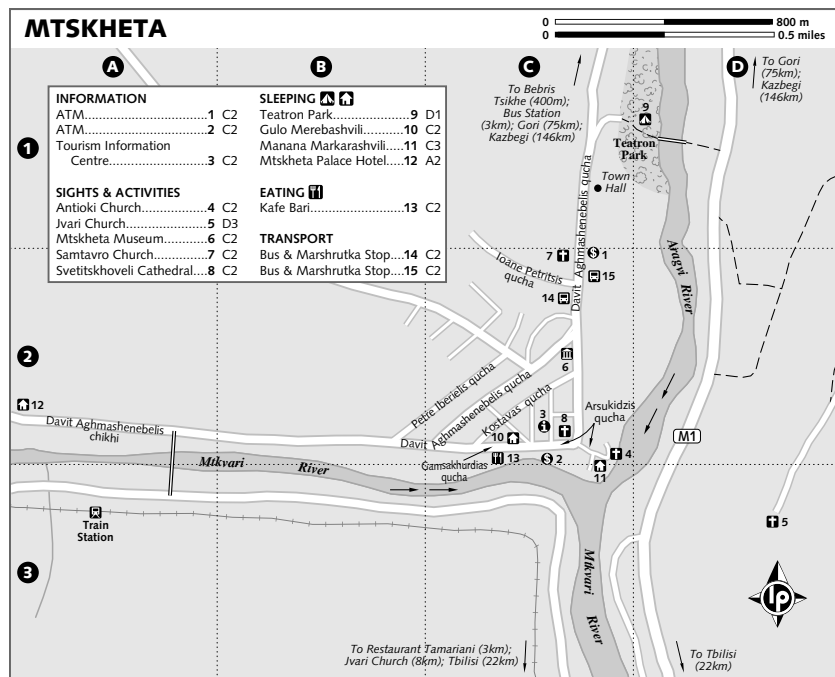 MTSKHETA
0 800 m
0 0.5 miles
A
B
C
D
1
2
3
INFORMATION
ATM.....................................1 C2
ATM.....................................2 C2
Tourism Information
Centre...............................3 C2
SIGHTS & ACTIVITIES
Antioki Church......................4 C2
Jvari Church..........................5 D3
Mtskheta Museum................6 C2
Samtavro Church...................7 C2
Svetitskhoveli Cathedral........8 C2
SLEEPING
Teatron Park.........................9 D1
Gulo Merebashvili................10 C2
Manana Markarashvili..........11 C3
Mtskheta Palace Hotel.........12 A2
EATING
Kafe Bari..............................13 C2
TRANSPORT
Bus & Marshrutka Stop........14 C2
Bus & Marshrutka Stop........15 C2
To Bebris
Tsikhe (400m);
Bus Station
(3km); Gori (75km);
Kazbegi (146km)
To Gori
(75km);
Kazbegi
(146km)
9
Teatron
Park
Town
Hall
Davit Aghmashenebelis qucha
Aragvi
River
7
1
Ioane Petritsis
qucha
15
14
6
Petre Iberielis qucha
Davit Aghmashenebelis qucha
Kostavas qucha
12
Davit Aghmashenebelis
chikhi
3
8
Arsukidzis
qucha
M1
10
4
Mtkvari River
13
2
Gamsakhurdias
qucha
11
Train
Station
5
Mtkvari
River
lp
To Restaurant Tamariani (3km);
Jvari Church (8km); Tbilisi (22km)
To Tbilisi
(22km)